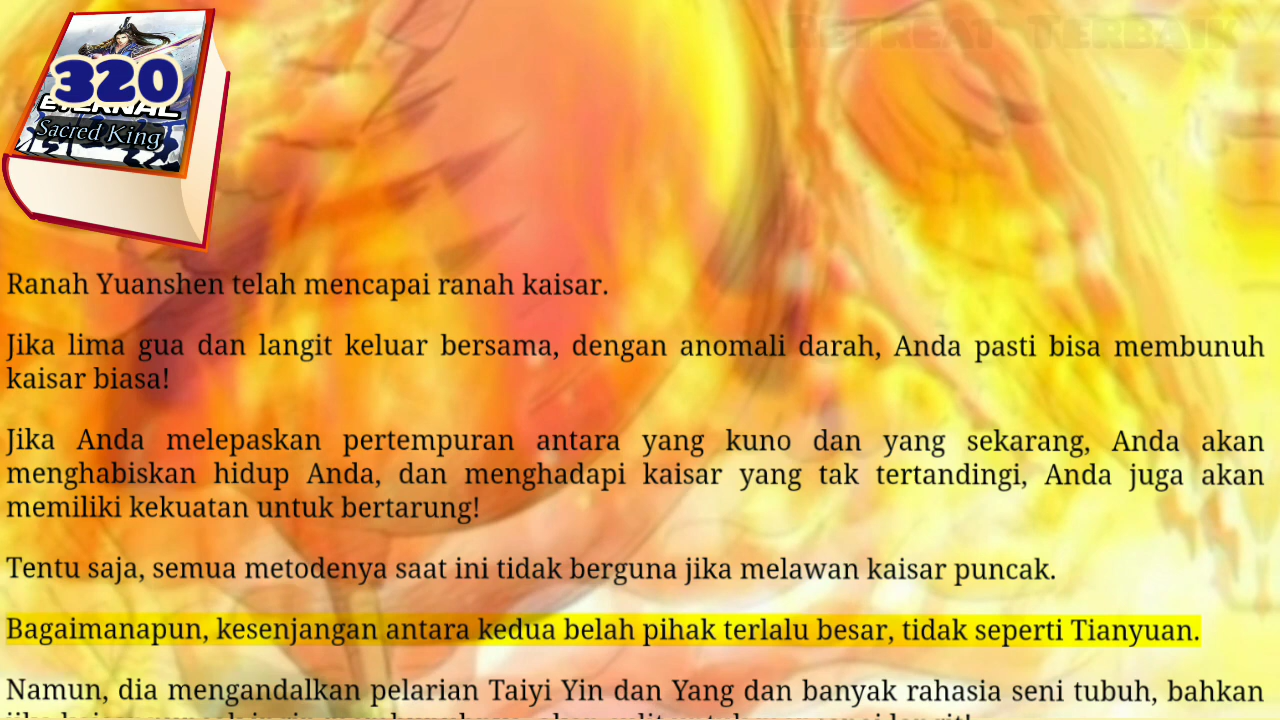 RETREAT TERBAIK
320
ETERNAL
Sacred King
Ranah Yuanshen telah mencapai ranah kaisar.
Jika lima gua dan langit keluar bersama, dengan anomali darah, Anda pasti bisa membunuh
kaisar biasa!
Jika Anda melepaskan pertempuran antara yang kuno dan yang sekarang, Anda akan
menghabiskan hidup Anda, dan menghadapi kaisar yang tak tertandingi, Anda juga akan
memiliki kekuatan untuk bertarung!
Tentu saja, semua metodenya saat ini tidak berguna jika melawan kaisar puncak.
Bagaimanapun, kesenjangan antara kedua belah pihak terlalu besar, tidak seperti Tianyuan.
Namun, dia mengandalkan pelarian Taiyi Yin dan Yang dan banyak rahasia seni tubuh, bahkan